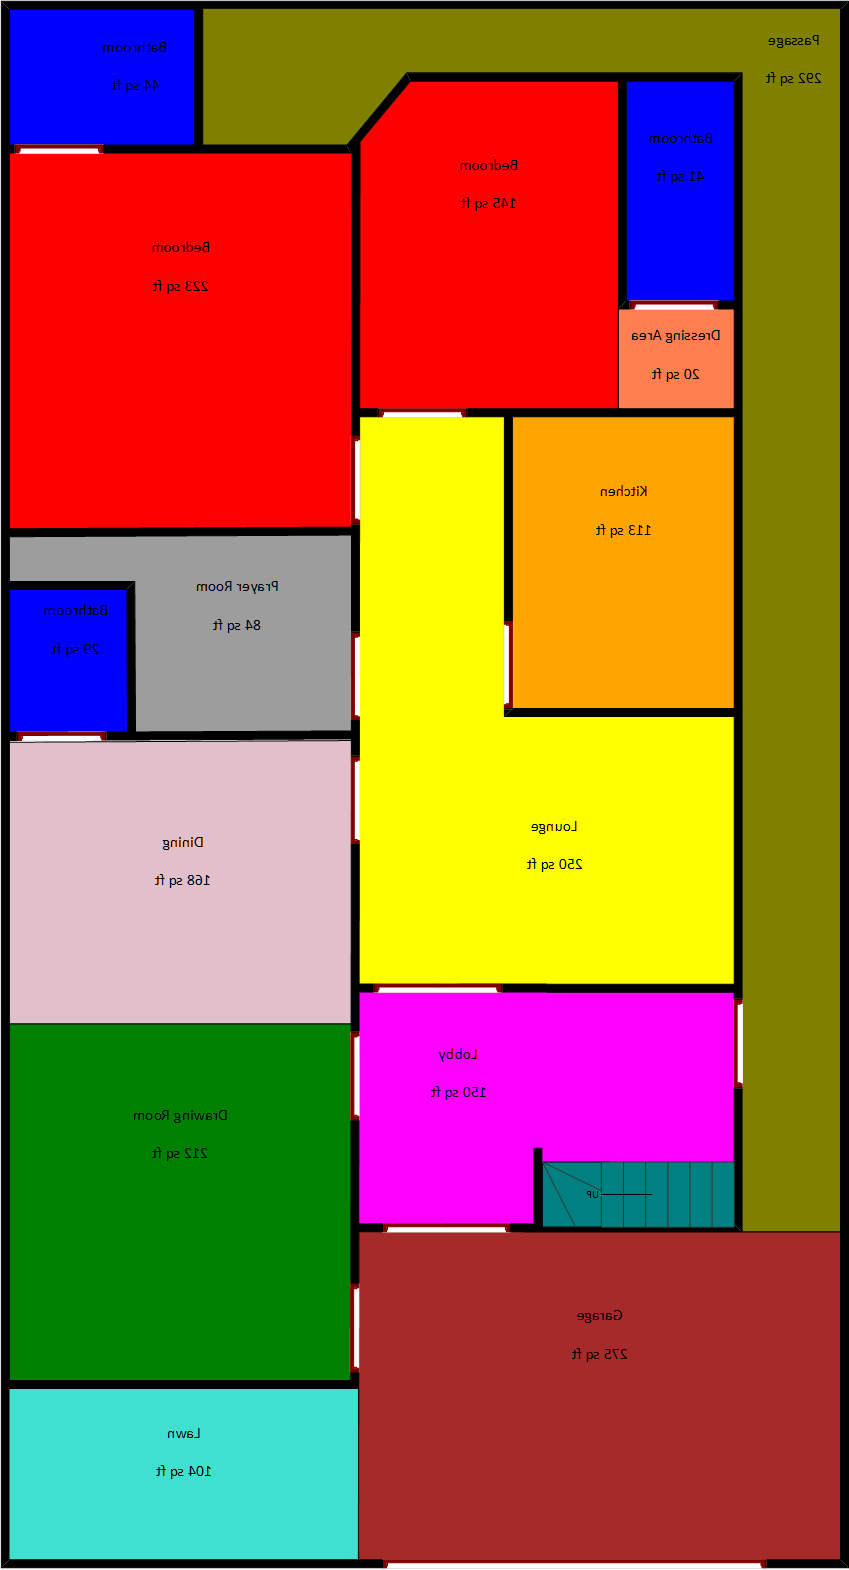 Passage
292 sq ft
Bathroom
44 sq ft
Bathroom
41 sq ft
Bedroom
145 sq ft
Bedroom
223 sq ft
Dressing Area
20 sq ft
Kitchen
113 sq ft
Prayer Room
84 sq ft
Bathroom
29 sq ft
Lounge
250 sq ft
Dining
168 sq ft
Lobby
150 sq ft
Drawing Room
212 sq ft
UP
Garage
275 sq ft
Lawn
104 sq ft